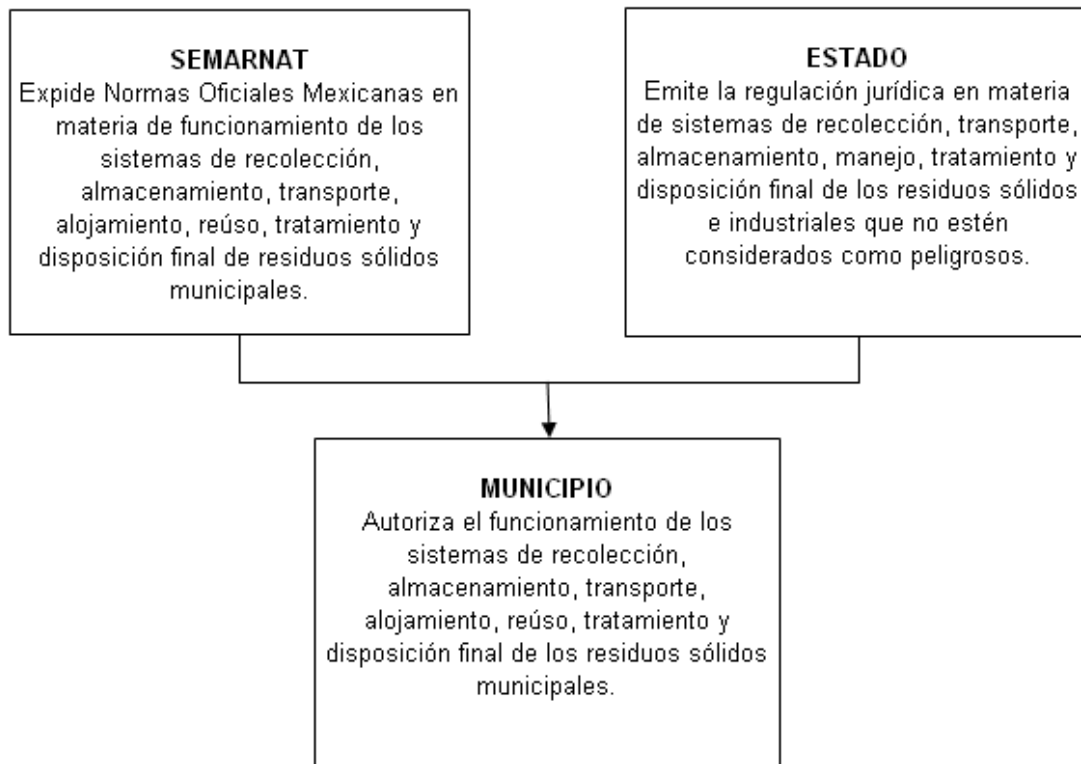 SEMARNAT
Expide Normas Oficiales Mexicanas en
materia de funcionamiento de los
sistemas de recolección,
almacenamiento, transporte,
alojamiento, reúso, tratamiento y
disposición final de residuos sólidos
municipales.
ESTADO
Emite la regulación jurídica en materia
de sistemas de recolección, transporte,
almacenamiento, manejo, tratamiento y
disposición final de los residuos sólidos
e industriales que no estén
considerados como peligrosos.
MUNICIPIO
Autoriza el funcionamiento de los
sistemas de recolección,
almacenamiento, transporte,
alojamiento, reúso, tratamiento y
disposición final de los residuos sólidos
municipales.